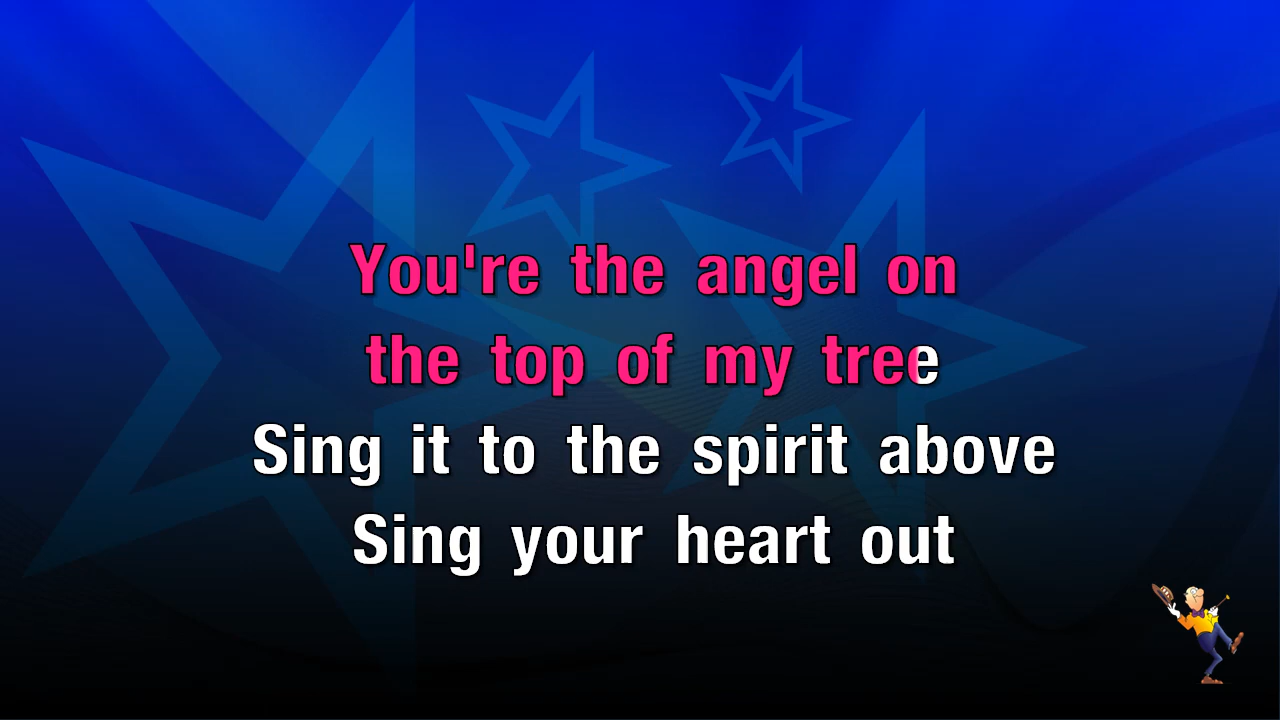 You're the angel on
the top of my tree
Sing it to the spirit above
Sing your heart out